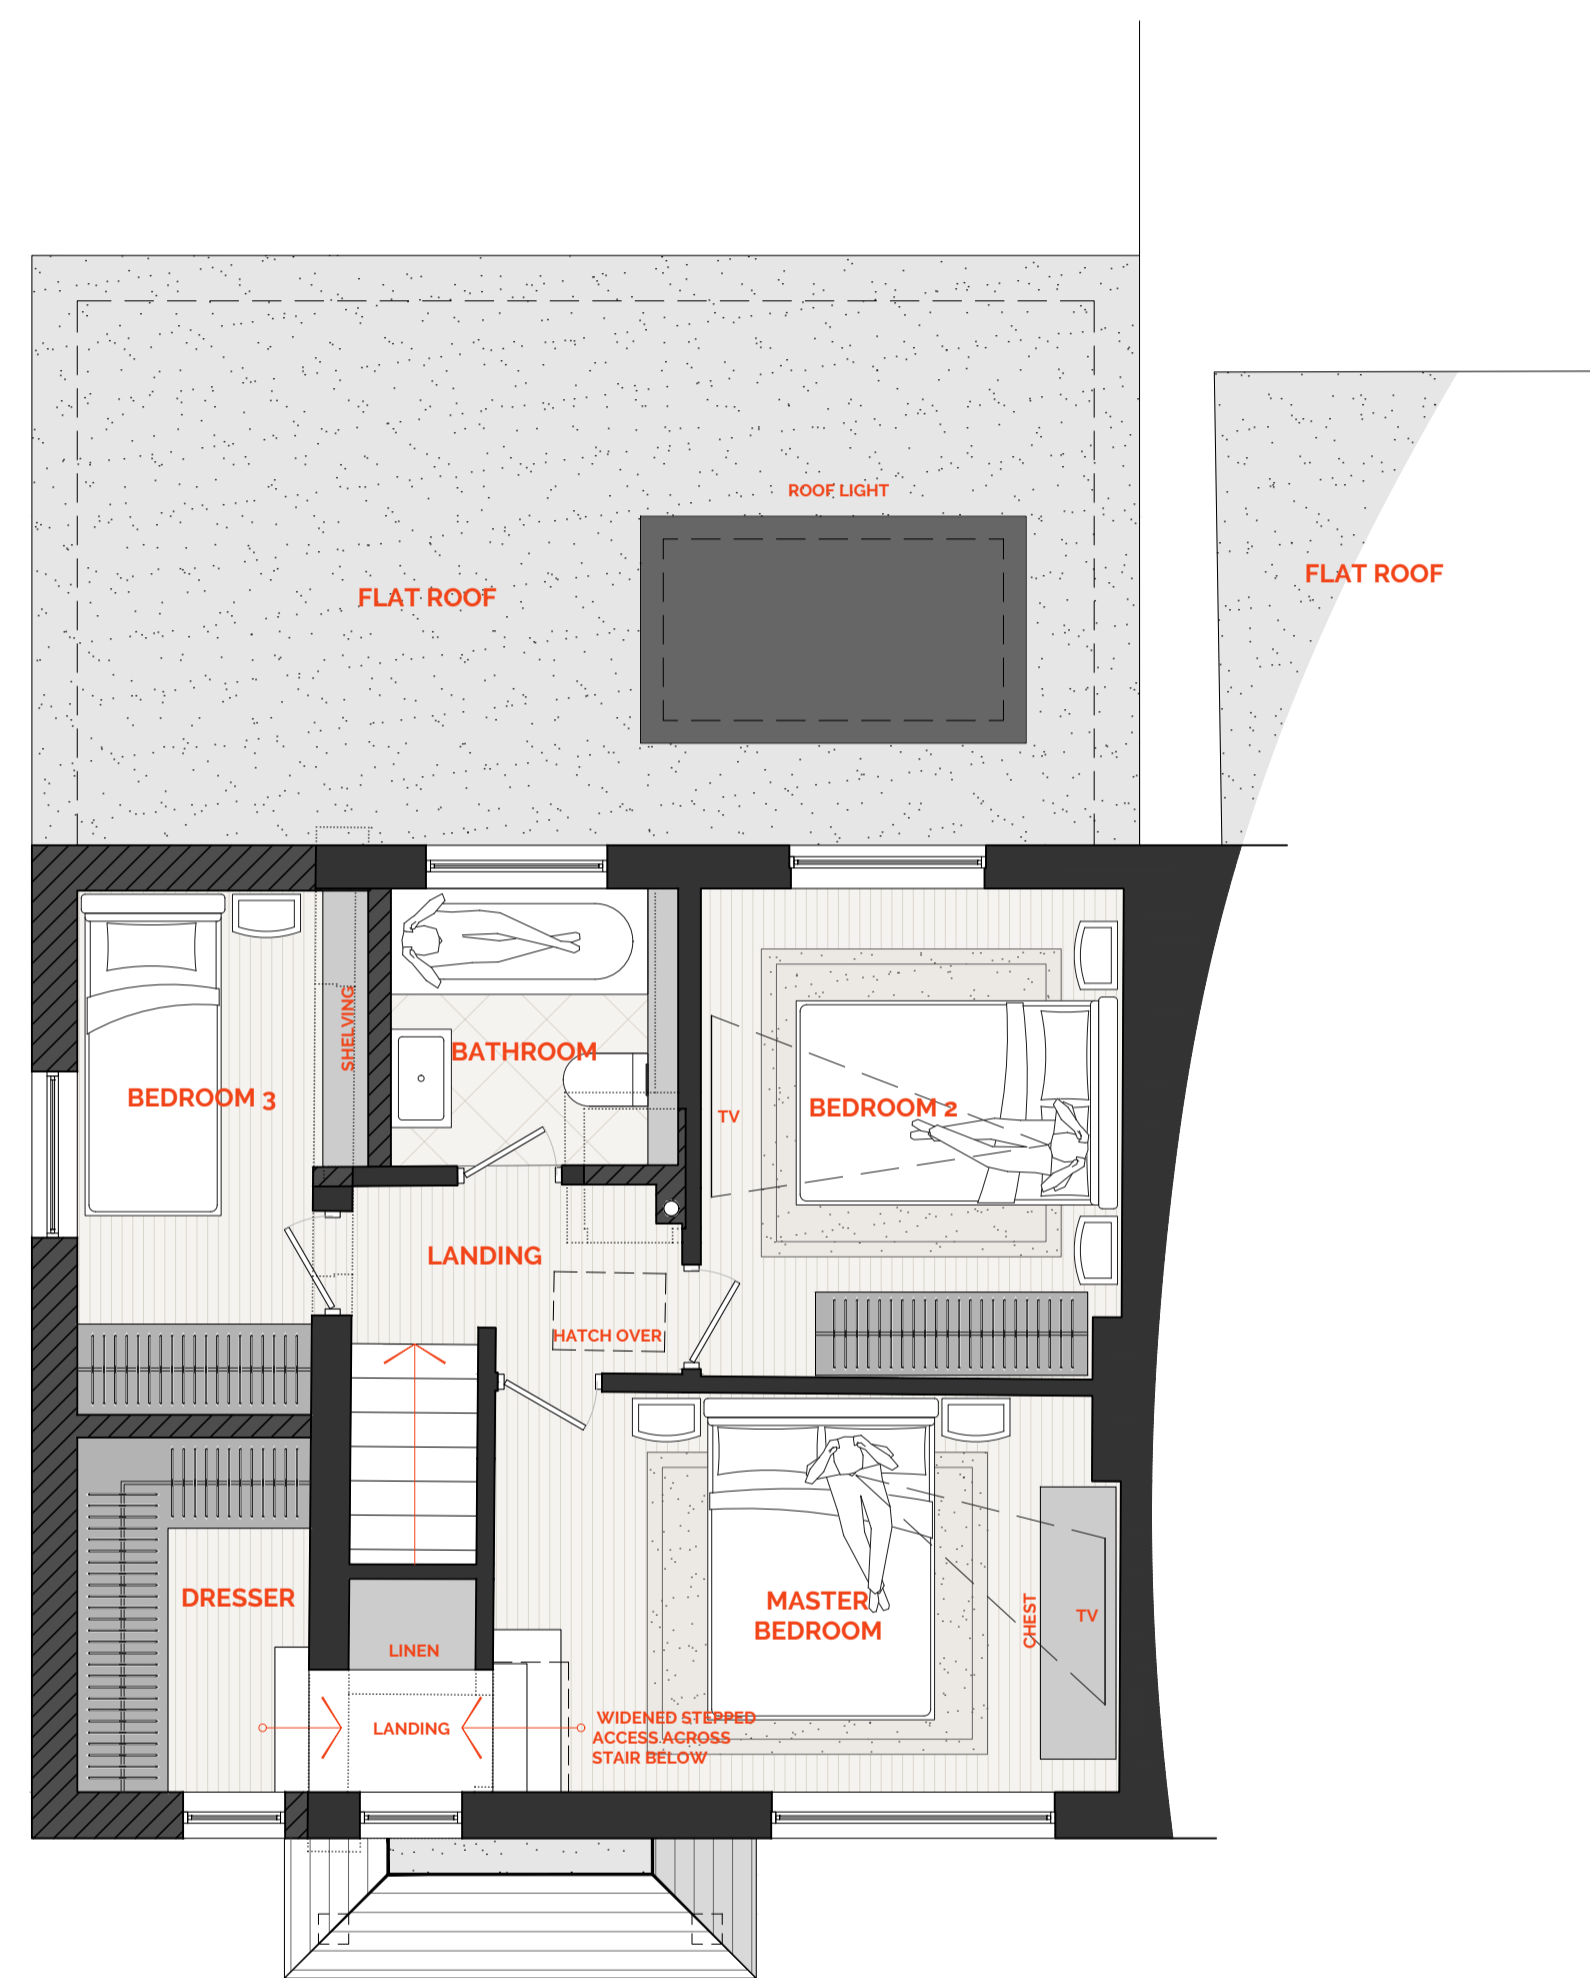 ROOF LIGHT
FLAT ROOF
FLAT ROOF
SHELVING
BATHROOM
BEDROOM 3
BEDROOM 2
TV
LANDING
HATCH OVER
DRESSER
MASTER
BEDROOM
CHEST
TV
LINEN
LANDING
WIDENED STEPPED
ACCESS ACROSS
STAIR BELOW